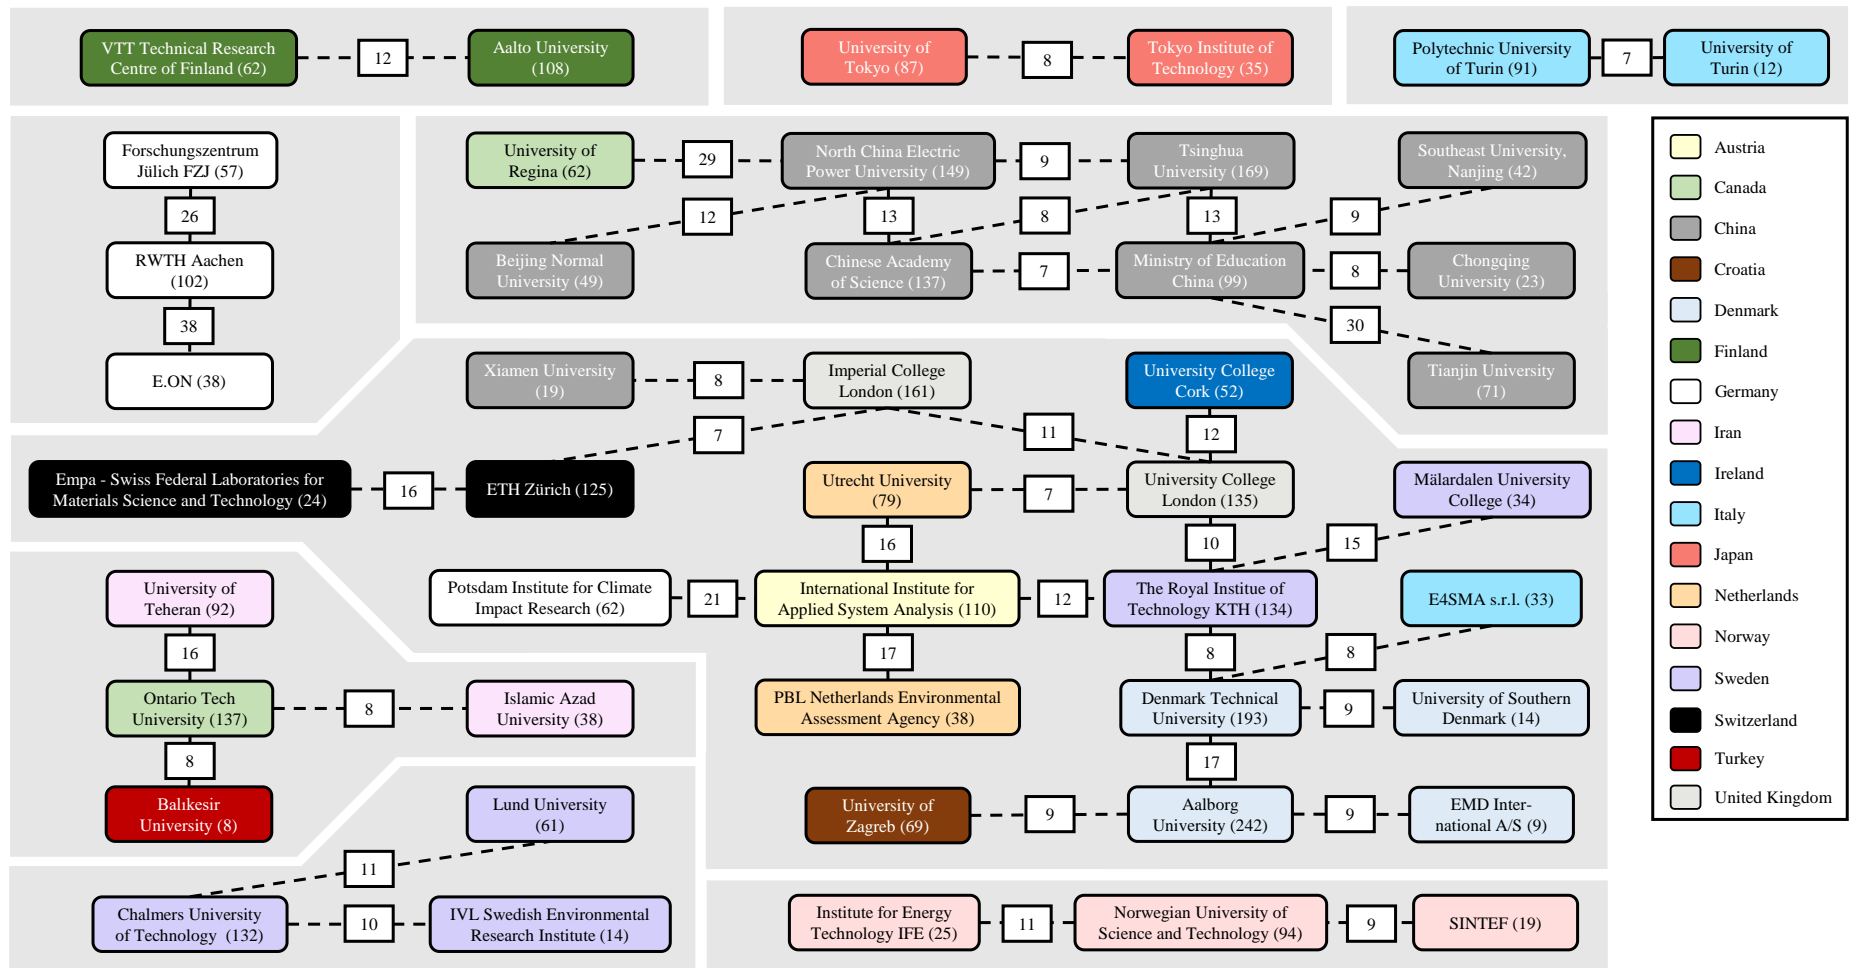 VTT Technical Research
Centre of Finland (62)
12
Aalto University
(108)
University of
Tokyo (87)
8
Tokyo Institute of
Technology (35)
Polytechnic University
of Turin (91)
7
University of
Turin (12)
Forschungszentrum
Jülich FZJ (57)
26
RWTH Aachen
(102)
38
E.ON (38)
University of
Regina (62)
29
North China Electric
Power University (149)
9
Tsinghua
University (169)
Southeast University,
Nanjing (42)
12
13
8
13
9
Beijing Normal
University (49)
Chinese Academy
of Science (137)
7
Ministry of Education
China (99)
8
Chongqing
University (23)
30
Tianjin University
(71)
Xiamen University
(19)
8
Imperial College
London (161)
University College
Cork (52)
7
11
12
Empa - Swiss Federal Laboratories for
Materials Science and Technology (24)
16
ETH Zürich (125)
Utrecht University
(79)
7
University College
London (135)
Mälardalen University
College (34)
16
10
15
Potsdam Institute for Climate
Impact Research (62)
21
International Institute for
Applied System Analysis (110)
12
The Royal Institue of
Technology KTH (134)
E4SMA s.r.l. (33)
17
8
8
PBL Netherlands Environmental
Assessment Agency (38)
Denmark Technical
University (193)
9
University of Southern
Denmark (14)
17
University of
Zagreb (69)
9
Aalborg
University (242)
9
EMD Inter-
national A/S (9)
University of
Teheran (92)
16
Ontario Tech
University (137)
8
Islamic Azad
University (38)
8
Balıkesir
University (8)
Lund University
(61)
11
Chalmers University
of Technology (132)
10
IVL Swedish Environmental
Research Institute (14)
Institute for Energy
Technology IFE (25)
11
Norwegian University of
Science and Technology (94)
9
SINTEF (19)
Austria
Canada
China
Croatia
Denmark
Finland
Germany
Iran
Ireland
Italy
Japan
Netherlands
Norway
Sweden
Switzerland
Turkey
United Kingdom